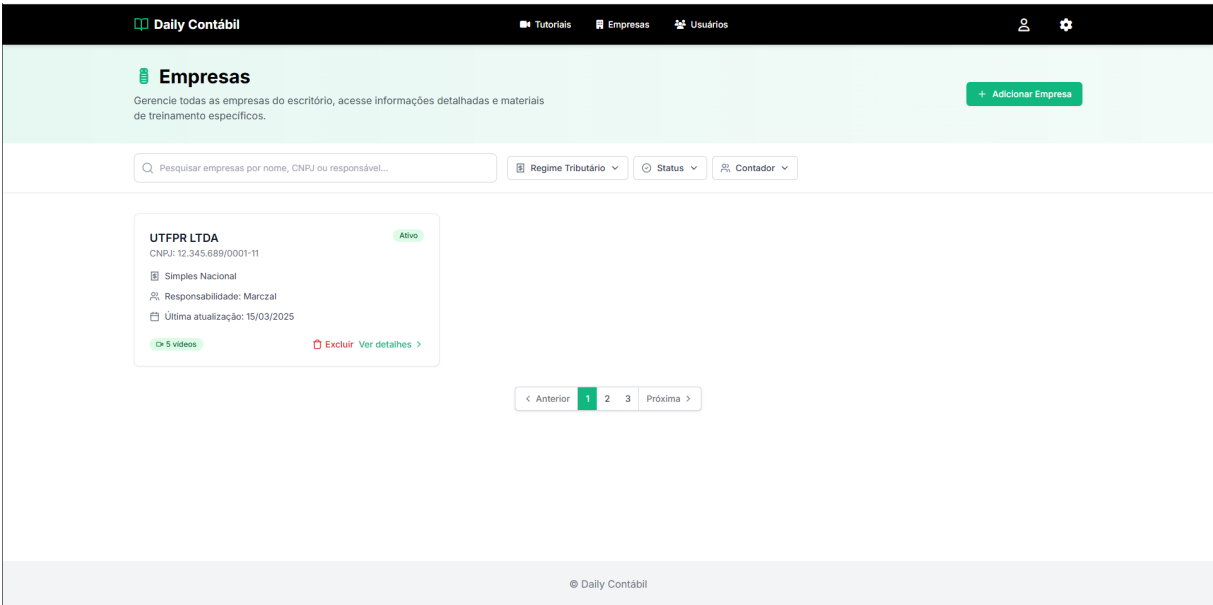 Daily Contábil
Tutoriais
Empresas
Usuários
Empresas
Gerencie todas as empresas do escritório, acesse informações detalhadas e materiais
de treinamento específicos.
+ Adicionar Empresa
Pesquisar empresas por nome, CNPJ ou responsável...
Regime Tributário
Status
Contador
UTFPR LTDA
Ativo
CNPJ: 12.345.689/0001-11
Simples Nacional
Responsabilidade: Marczal
Última atualização: 15/03/2025
5 vídeos
Excluir
Ver detalhes >
< Anterior 1 2 3 Próxima >
© Daily Contábil